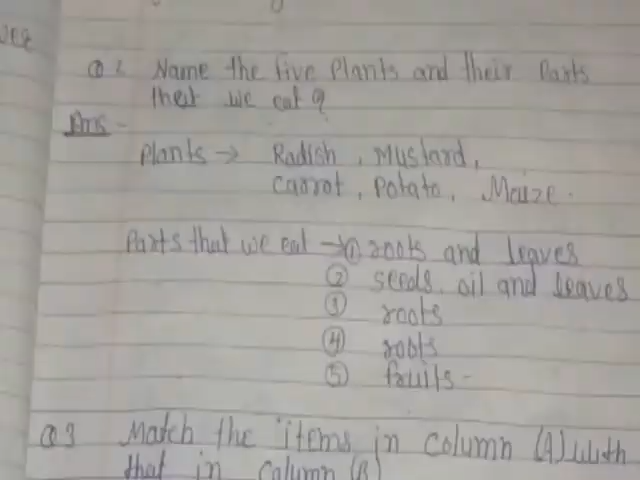 Q 2 Name the five Plants and their Parts
that we eat ?
Ans -
Plants → Radish, Mustard,
Carrot, Potato, Maize.
Parts that we eat → ① roots and leaves
② seeds, oil and leaves
③ roots
④ roots
⑤ fruits -
Q 3 Match the items in column (A) with
that in column (B)